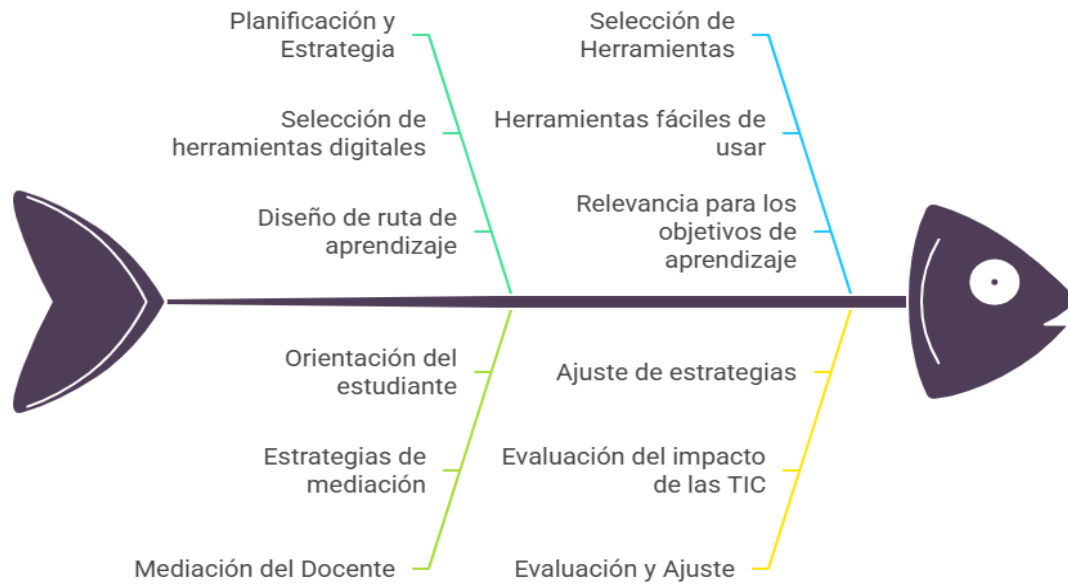 Planificación y
Estrategia
Selección de
herramientas digitales
Diseño de ruta de
aprendizaje
Selección de
Herramientas
Herramientas fáciles de
usar
Relevancia para los
objetivos de
aprendizaje
Orientación del
estudiante
Estrategias de
mediación
Mediación del Docente
Ajuste de estrategias
Evaluación del impacto
de las TIC
Evaluación y Ajuste